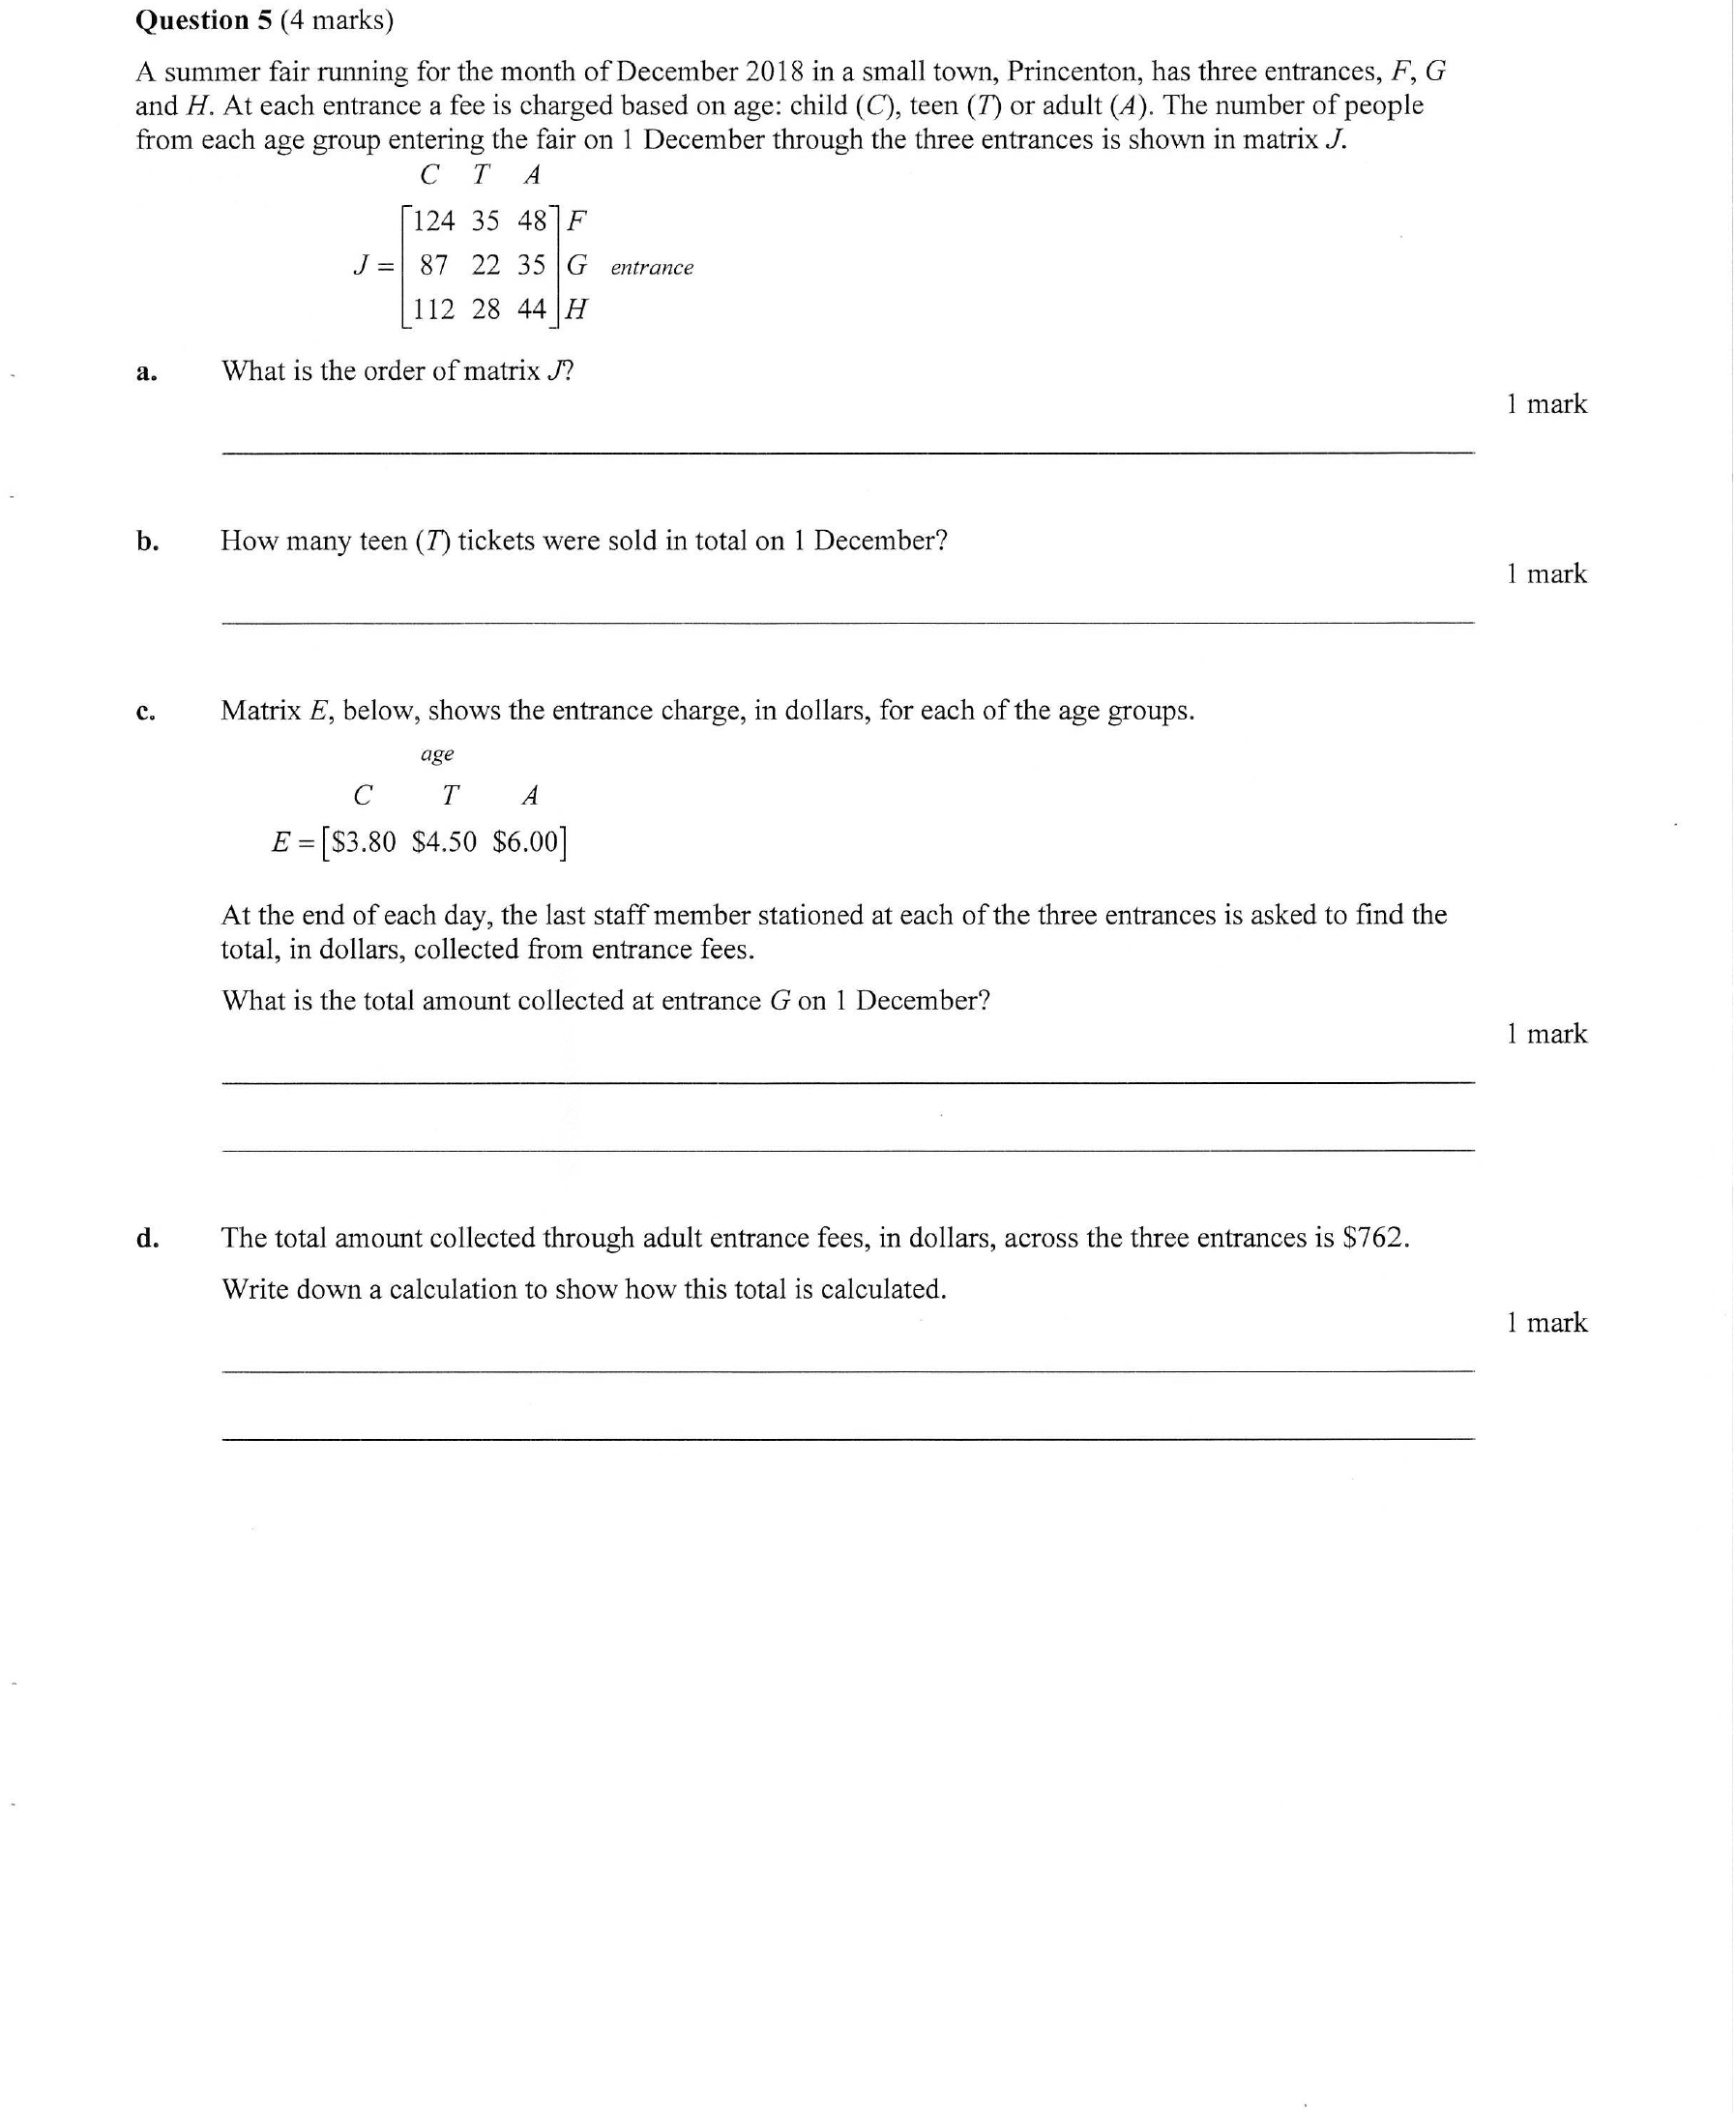 Question 5 (4 marks)
A summer fair running for the month of December 2018 in a small town, Princenton, has three entrances, F, G
and H. At each entrance a fee is charged based on age: child (C), teen (T) or adult (A). The number of people
from each age group entering the fair on 1 December through the three entrances is shown in matrix J.
C T A
124 35 48 F
J = 87 22 35 G entrance
112 28 44 H
a. What is the order of matrix J?
1 mark
b. How many teen (T) tickets were sold in total on 1 December?
1 mark
c. Matrix E, below, shows the entrance charge, in dollars, for each of the age groups.
age
C T A
E = [$3.80 $4.50 $6.00]
At the end of each day, the last staff member stationed at each of the three entrances is asked to find the
total, in dollars, collected from entrance fees.
What is the total amount collected at entrance G on 1 December?
1 mark
d. The total amount collected through adult entrance fees, in dollars, across the three entrances is $762.
Write down a calculation to show how this total is calculated.
1 mark